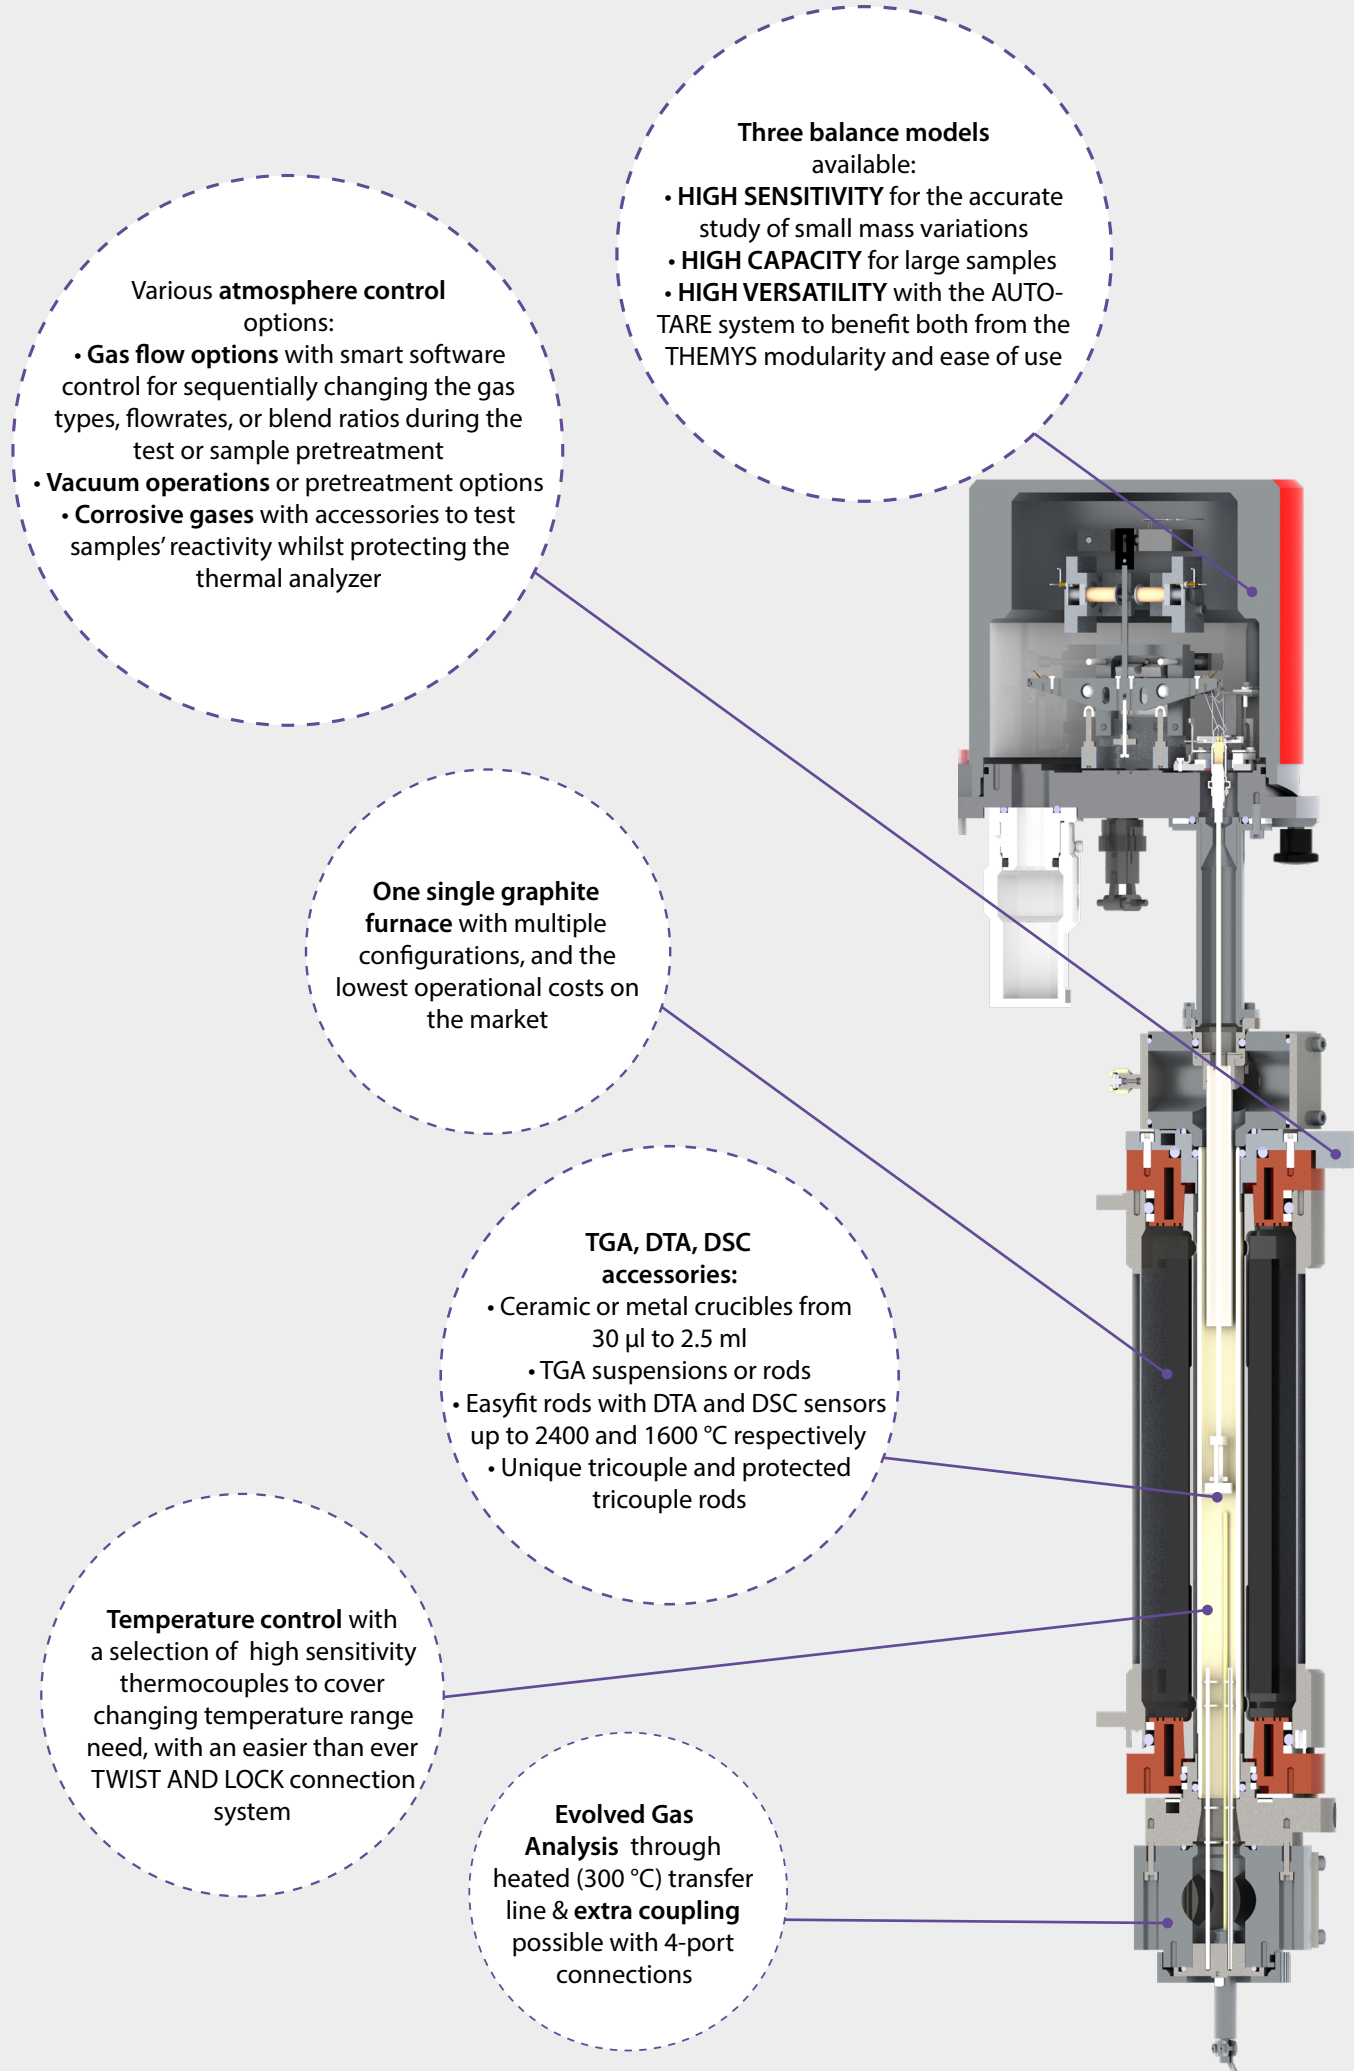 Three balance models
available:
• HIGH SENSITIVITY for the accurate
study of small mass variations
• HIGH CAPACITY for large samples
• HIGH VERSATILITY with the AUTO-
TARE system to benefit both from the
THEMYS modularity and ease of use
Various atmosphere control
options:
• Gas flow options with smart software
control for sequentially changing the gas
types, flowrates, or blend ratios during the
test or sample pretreatment
• Vacuum operations or pretreatment options
• Corrosive gases with accessories to test
samples’ reactivity whilst protecting the
thermal analyzer
One single graphite
furnace with multiple
configurations, and the
lowest operational costs on
the market
TGA, DTA, DSC
accessories:
• Ceramic or metal crucibles from
30 µl to 2.5 ml
• TGA suspensions or rods
• Easyfit rods with DTA and DSC sensors
up to 2400 and 1600 °C respectively
• Unique tricouple and protected
tricouple rods
Temperature control with
a selection of high sensitivity
thermocouples to cover
changing temperature range
need, with an easier than ever
TWIST AND LOCK connection
system
Evolved Gas
Analysis through
heated (300 °C) transfer
line & extra coupling
possible with 4-port
connections